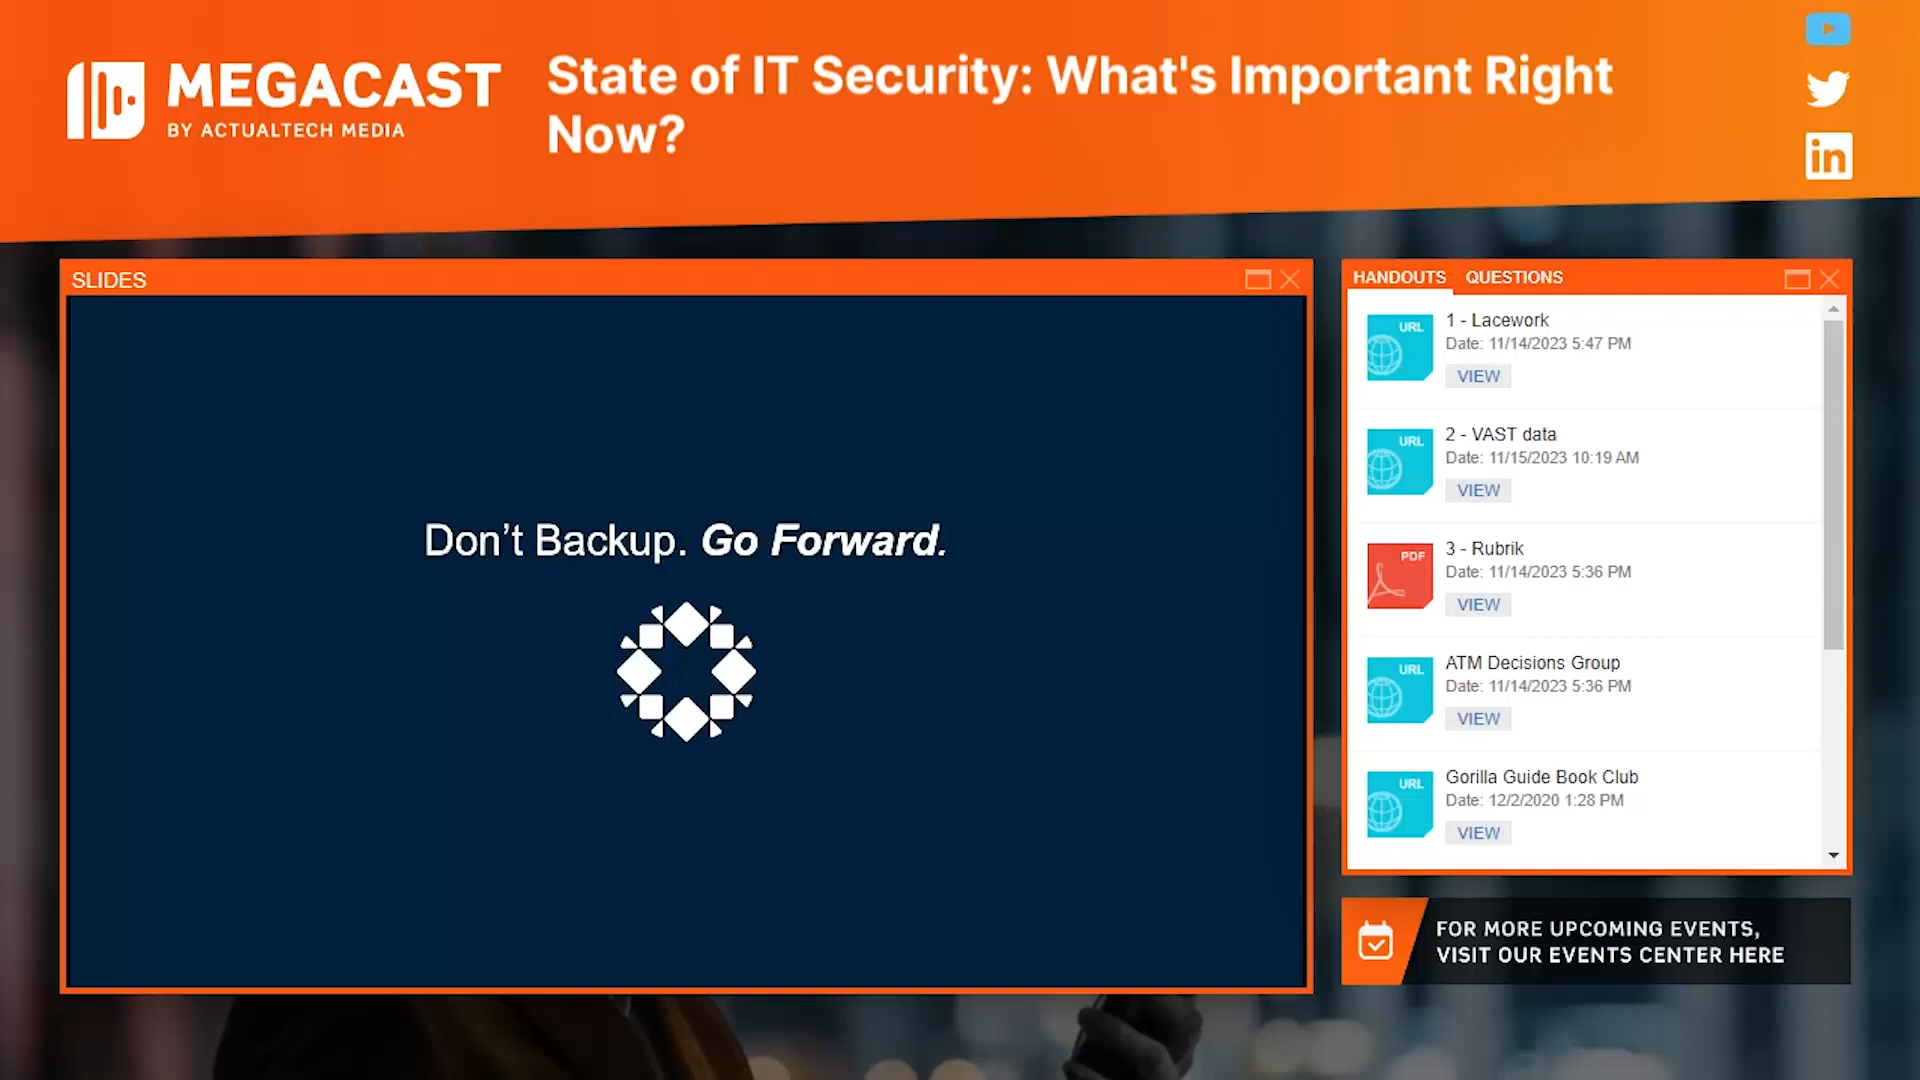 MEGACAST
BY ACTUALTECH MEDIA
State of IT Security: What's Important Right
Now?
in
SLIDES
Don’t Backup. Go Forward.
HANDOUTS QUESTIONS
URL
1 - Lacework
Date: 11/14/2023 5:47 PM
VIEW
URL
2 - VAST data
Date: 11/15/2023 10:19 AM
VIEW
PDF
3 - Rubrik
Date: 11/14/2023 5:36 PM
VIEW
URL
ATM Decisions Group
Date: 11/14/2023 5:36 PM
VIEW
URL
Gorilla Guide Book Club
Date: 12/2/2020 1:28 PM
VIEW
FOR MORE UPCOMING EVENTS,
VISIT OUR EVENTS CENTER HERE